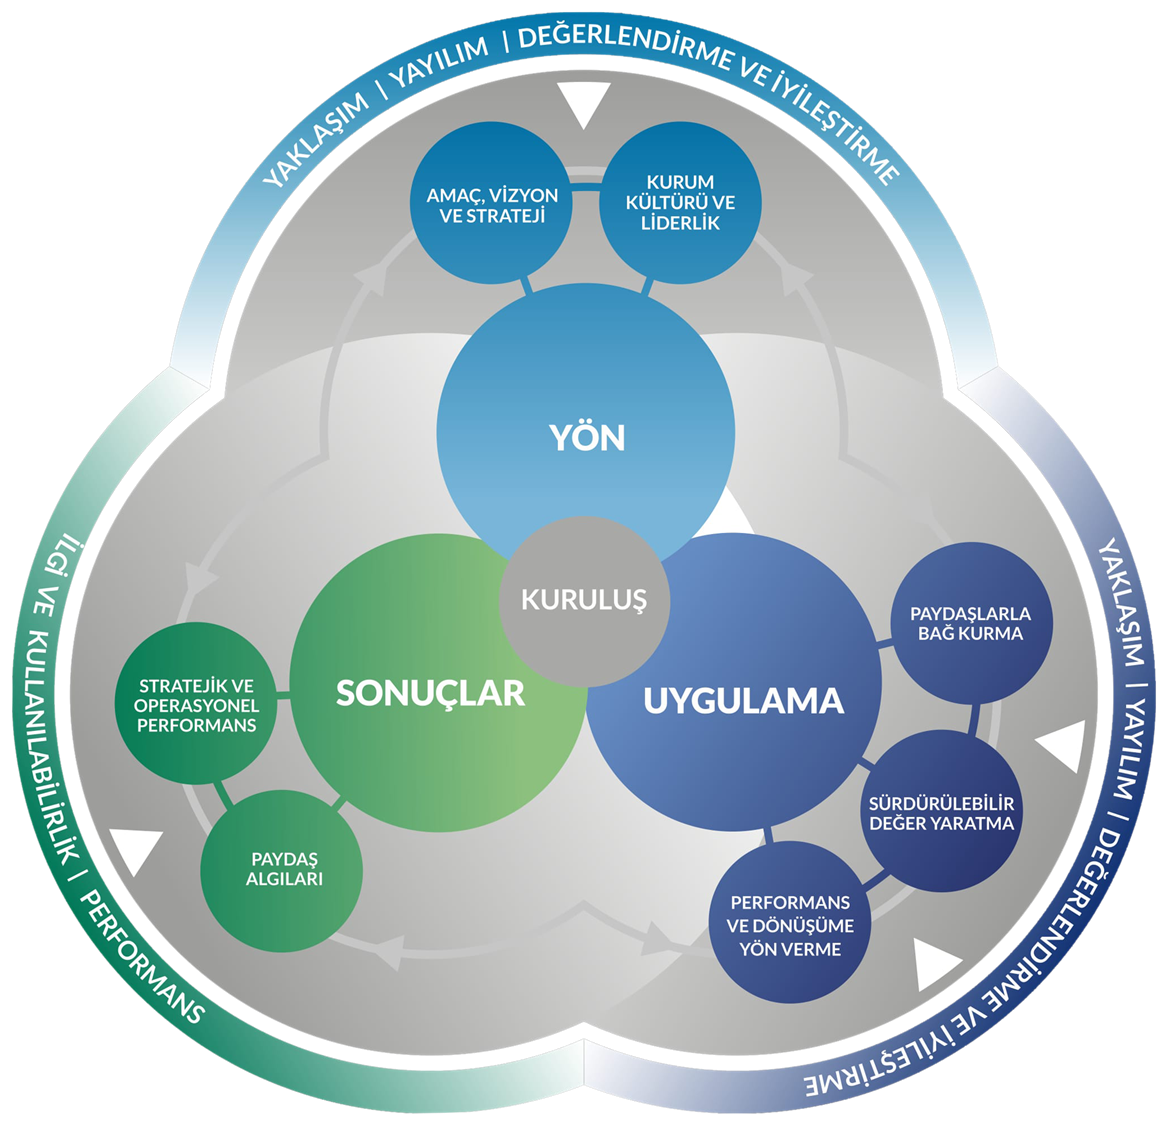 YAKLAŞIM | YAYILIM | DEĞERLENDİRME VE İYİLEŞTİRME
AMAÇ, VİZYON
VE STRATEJİ
KURUM
KÜLTÜRÜ VE
LİDERLİK
YÖN
KURULUŞ
SONUÇLAR
UYGULAMA
PAYDAŞLARLA
BAĞ KURMA
SÜRDÜRÜLEBİLİR
DEĞER YARATMA
PERFORMANS
VE DÖNÜŞÜME
YÖN VERME
STRATEJİK VE
OPERASYONEL
PERFORMANS
PAYDAŞ
ALGILARI
İLGİ VE KULLANILABİLİRLİK | PERFORMANS
YAKLAŞIM | YAYILIM | DEĞERLENDİRME VE İYİLEŞTİRME